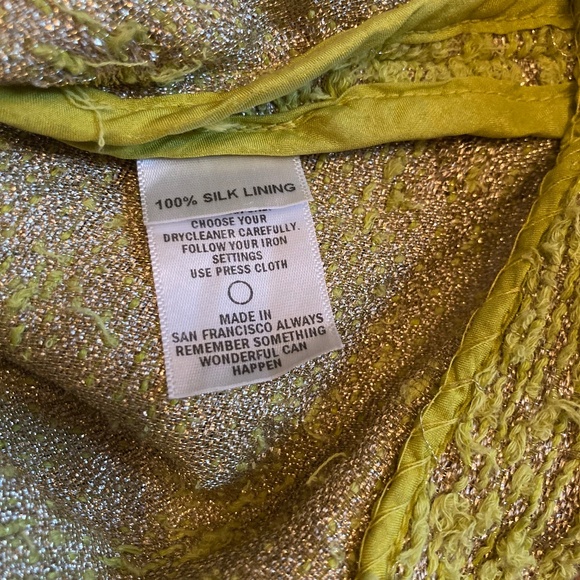 100% SILK LINING
CHOOSE YOUR
DRYCLEANER CAREFULLY.
FOLLOW YOUR IRON
SETTINGS
USE PRESS CLOTH
MADE IN
SAN FRANCISCO ALWAYS
REMEMBER SOMETHING
WONDERFUL CAN
HAPPEN